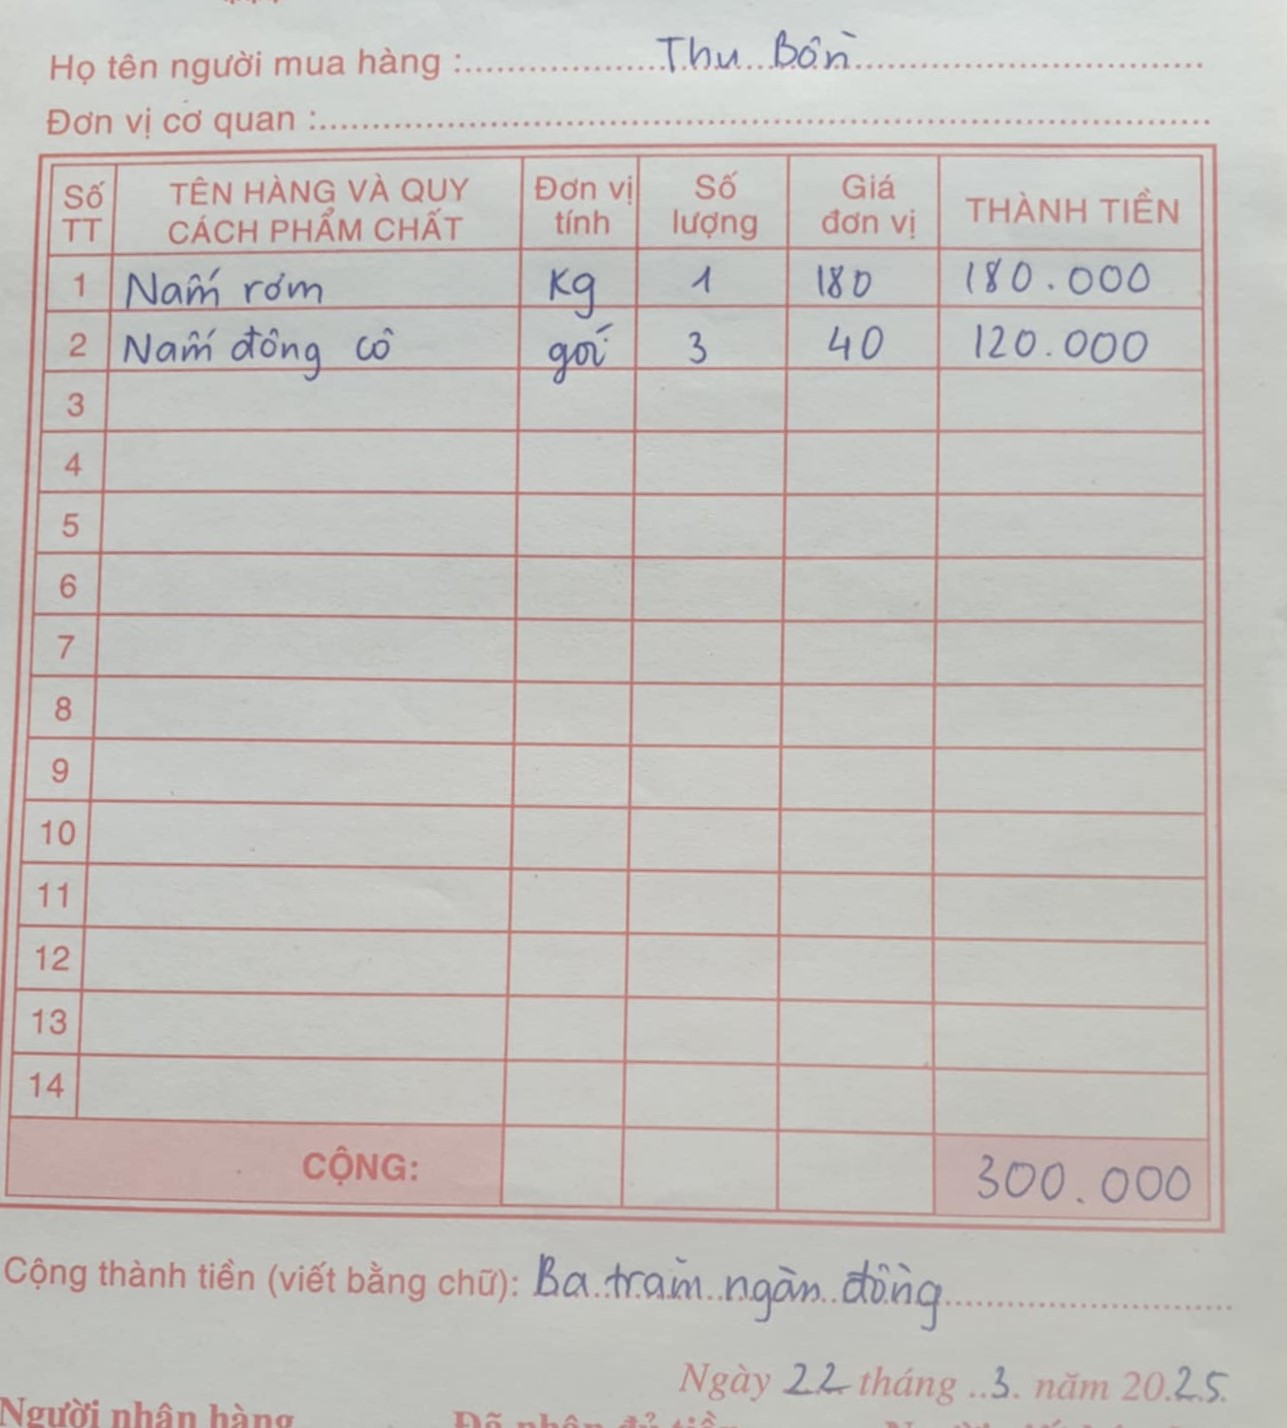 Họ tên người mua hàng : Thu Bồn
Đơn vị cơ quan :
Số TT TÊN HÀNG VÀ QUY CÁCH PHẨM CHẤT Đơn vị tính Số lượng Giá đơn vị THÀNH TIỀN
1 Nấm rơm Kg 1 180 180.000
2 Nấm đông cô gói 3 40 120.000
3
4
5
6
7
8
9
10
11
12
13
14
CỘNG: 300.000
Cộng thành tiền (viết bằng chữ): Ba trăm ngàn đồng
Ngày 22 tháng 3 năm 2025
Người nhận hàng Đã nhận đủ tiền